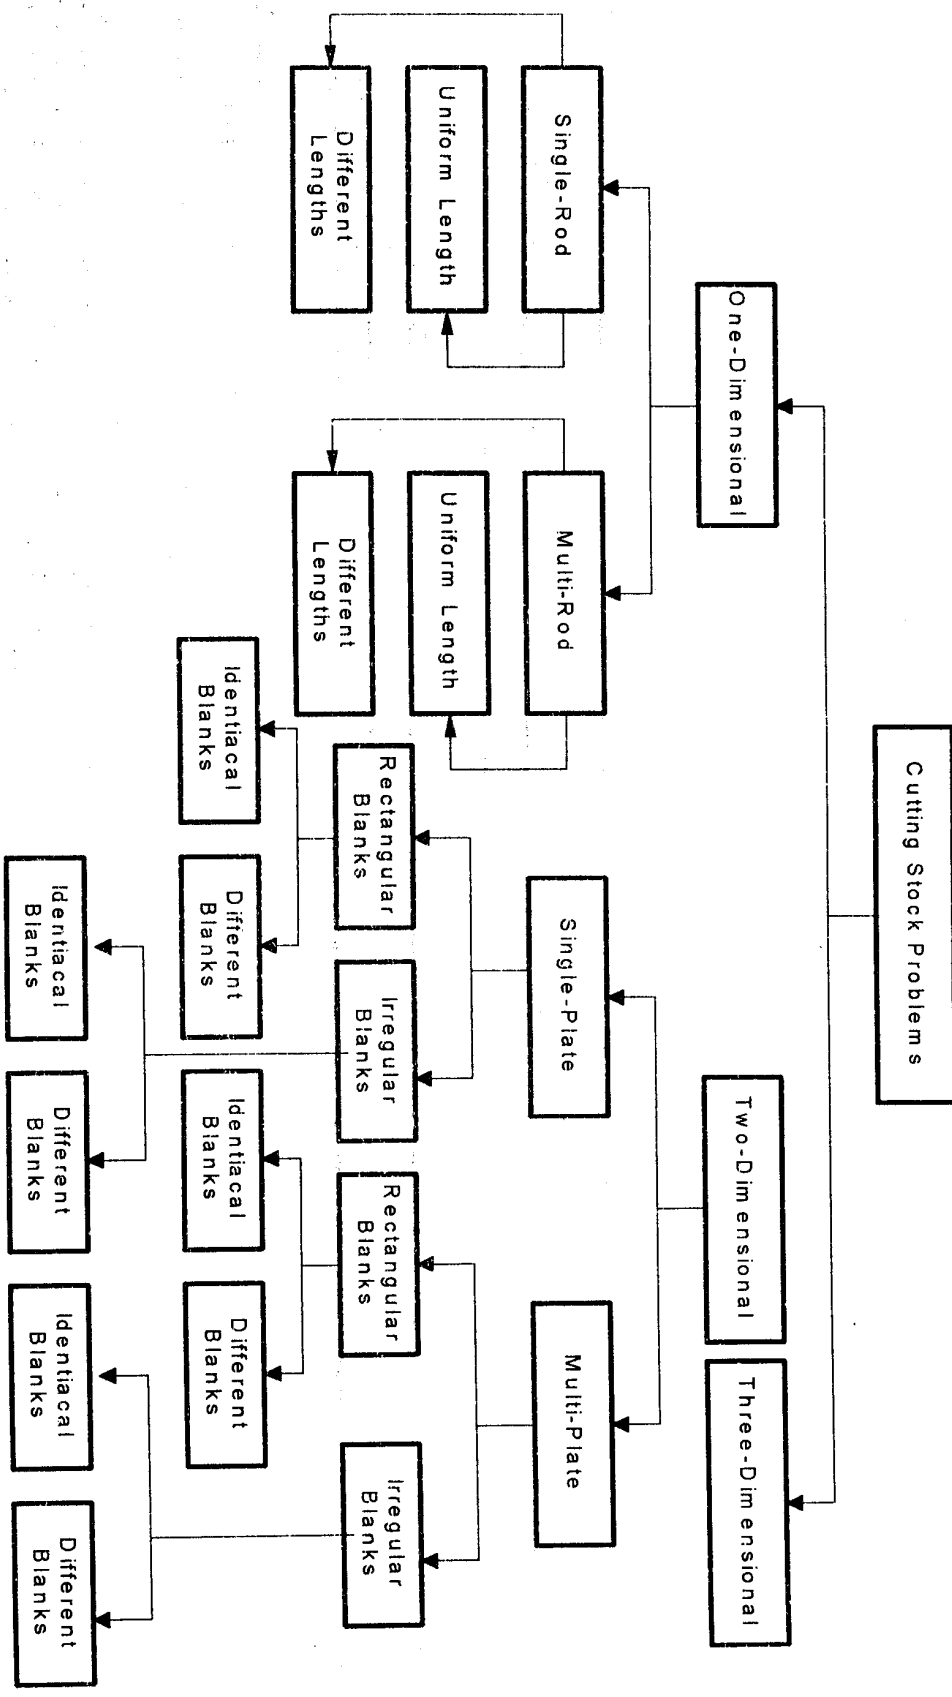 Cutting Stock Problems
One-Dimensional
Two-Dimensional
Three-Dimensional
Single-Rod
Multi-Rod
Single-Plate
Multi-Plate
Uniform Length
Uniform Length
Different
Lengths
Different
Lengths
Rectangular
Blanks
Irregular
Blanks
Rectangular
Blanks
Irregular
Blanks
Identiacal
Blanks
Different
Blanks
Identiacal
Blanks
Different
Blanks
Identiacal
Blanks
Different
Blanks
Identiacal
Blanks
Different
Blanks